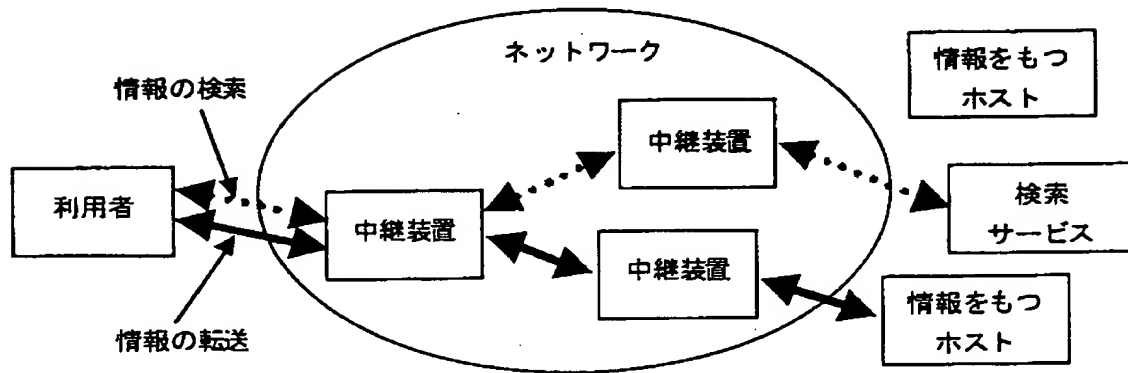 ネットワーク
情報をもつ
ホスト
情報の検索
中継装置
利用者
中継装置
検索
サービス
中継装置
情報をもつ
ホスト
情報の転送